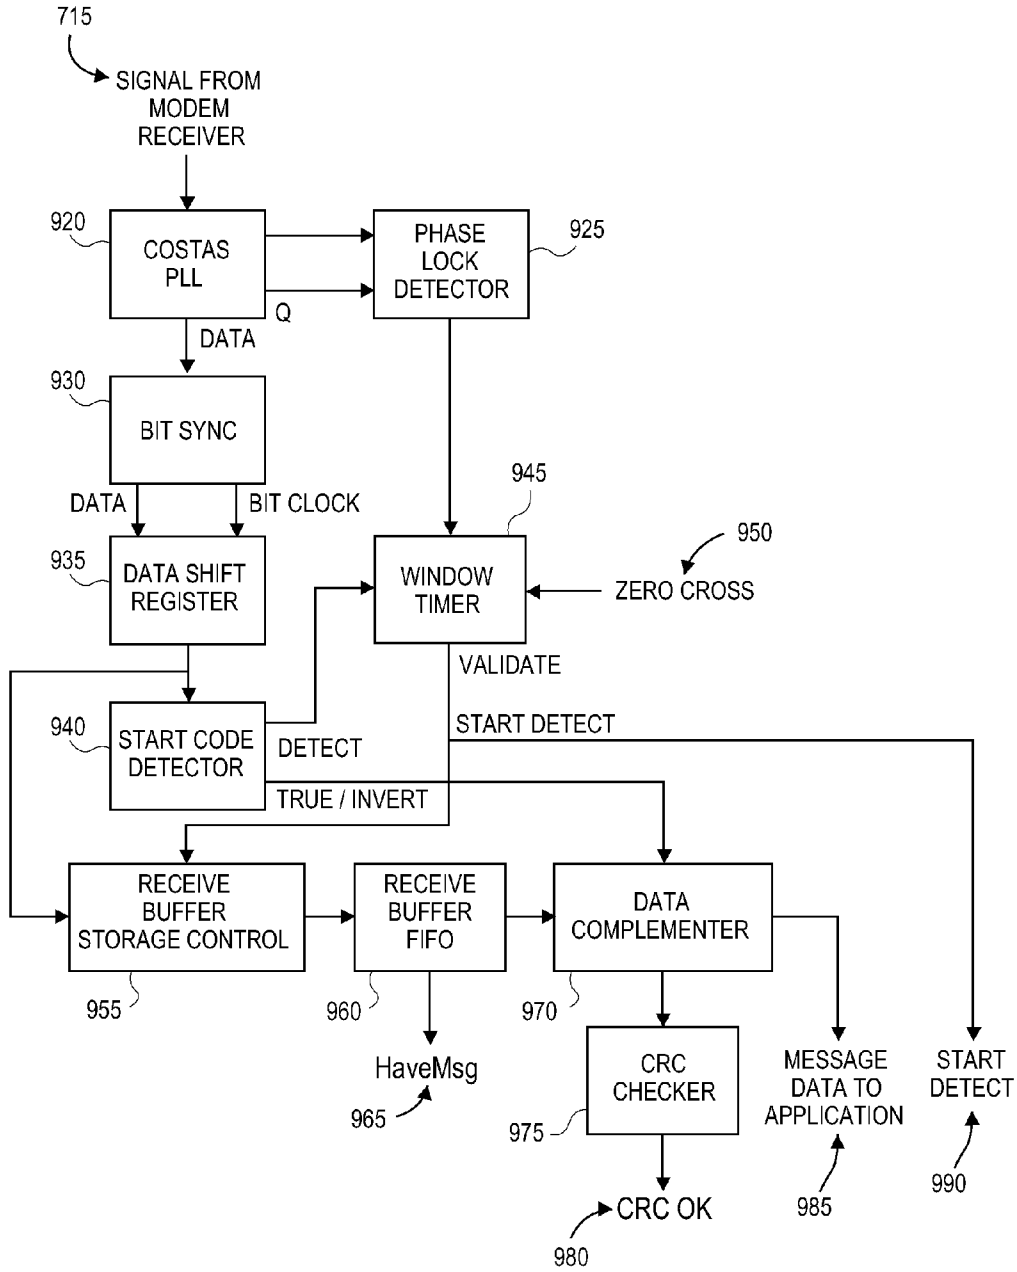 715
SIGNAL FROM
MODEM
RECEIVER
920
COSTAS
PLL
PHASE
LOCK
DETECTOR
925
Q
DATA
930
BIT SYNC
DATA
BIT CLOCK
945
935
DATA SHIFT
REGISTER
WINDOW
TIMER
950
ZERO CROSS
VALIDATE
940
START CODE
DETECTOR
DETECT
START DETECT
TRUE / INVERT
RECEIVE
BUFFER
STORAGE CONTROL
955
RECEIVE
BUFFER
FIFO
960
DATA
COMPLEMENTER
970
HaveMsg
965
CRC
CHECKER
975
MESSAGE
DATA TO
APPLICATION
985
START
DETECT
990
CRC OK
980